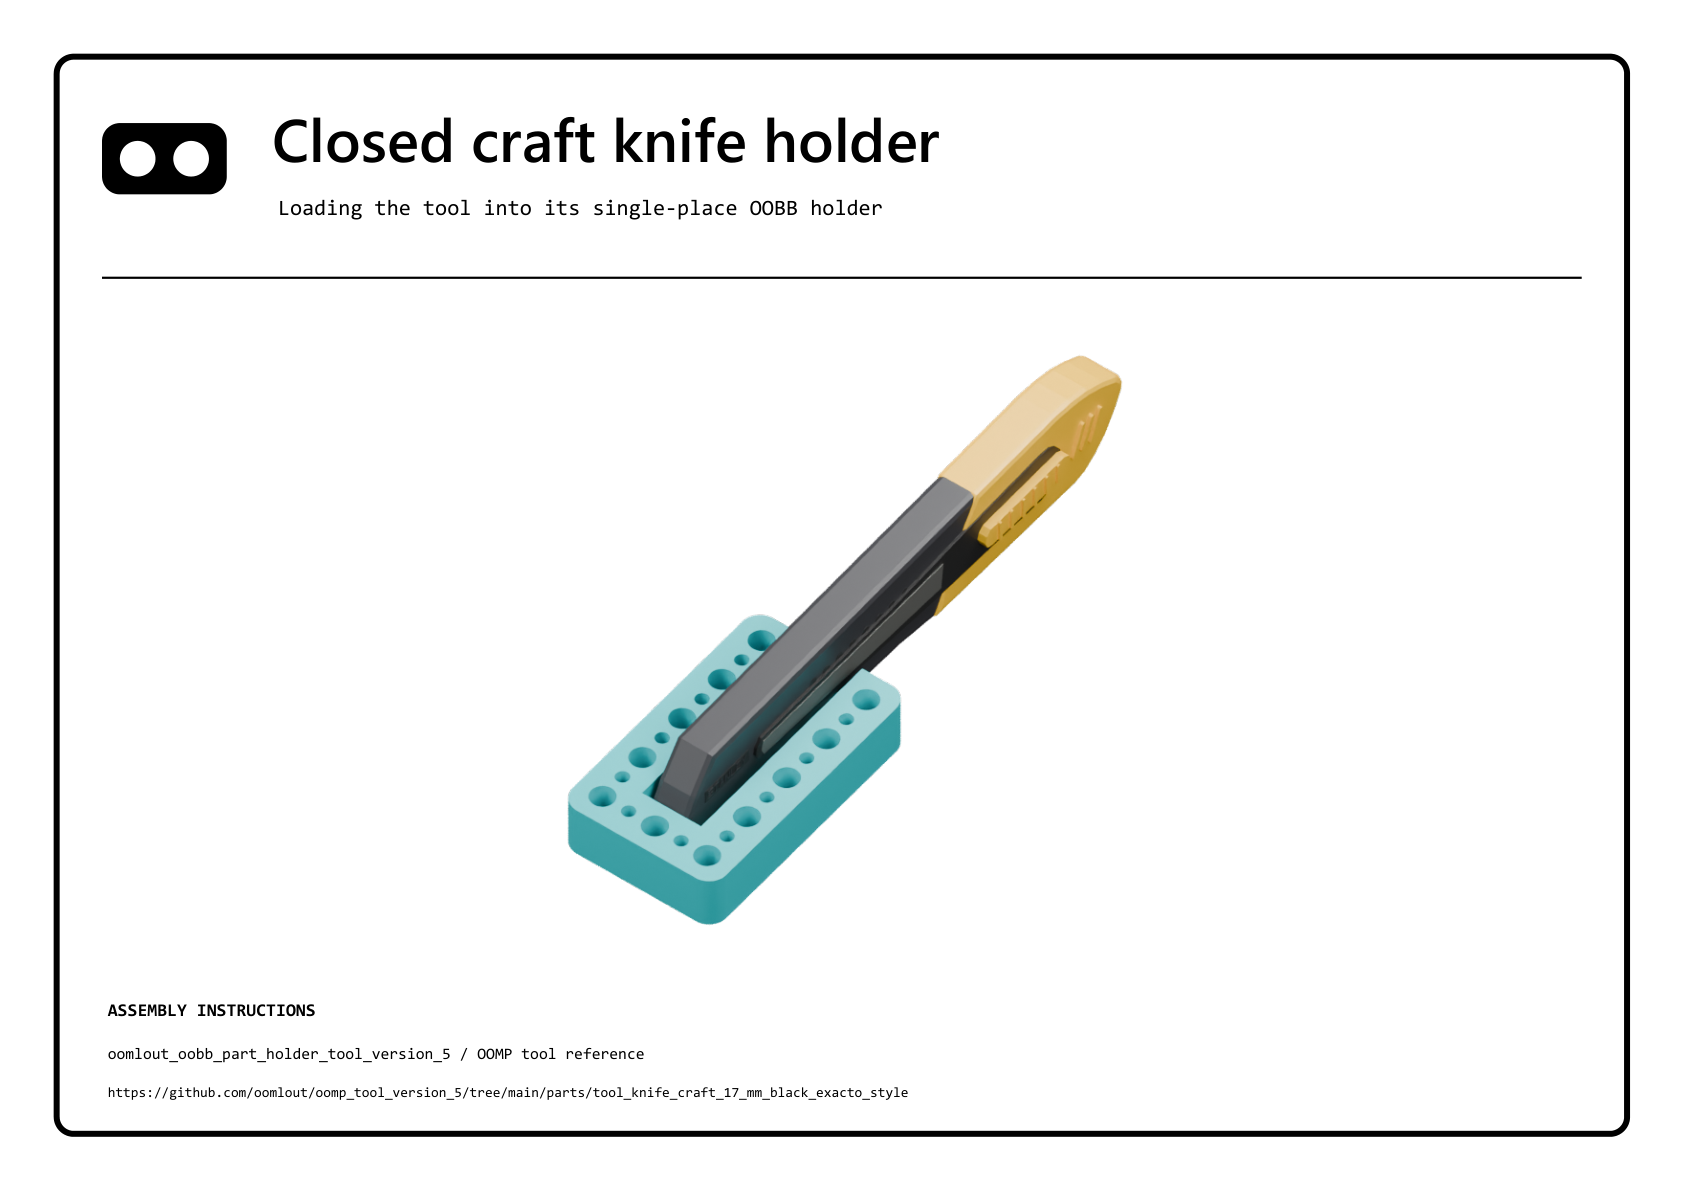 Closed craft knife holder
Loading the tool into its single-place OOBB holder
ASSEMBLY INSTRUCTIONS
oomlout_oobb_part_holder_tool_version_5 / OOMP tool reference
https://github.com/oomlout/oomp_tool_version_5/tree/main/parts/tool_knife_craft_17_mm_black_exacto_style